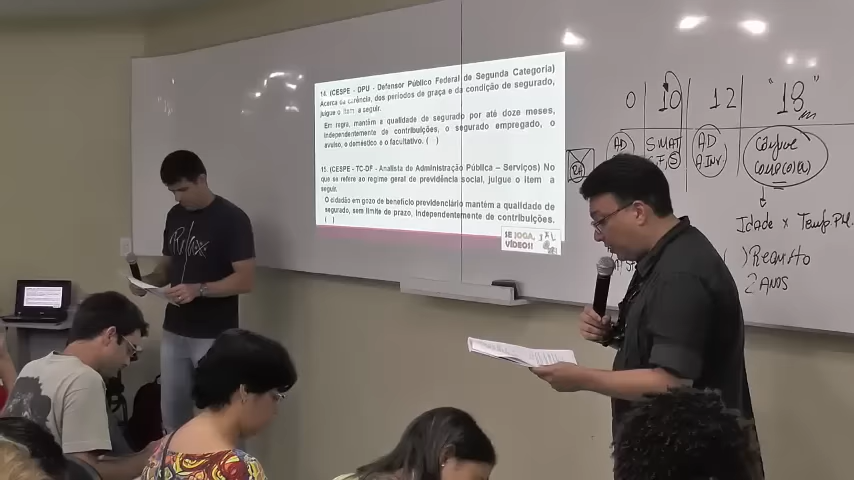 14. (CESPE - DPU - Defensor Público Federal de Segunda Categoria)
Acerca da carência, dos períodos de graça e da condição de segurado,
julgue o item a seguir.
Em regra, mantém a qualidade de segurado por até doze meses,
independentemente de contribuições, o segurado empregado, o
avulso, o doméstico e o facultativo. ( )
15. (CESPE - TC-DF - Analista de Administração Pública – Serviços) No
que se refere ao regime geral de previdência social, julgue o item a
seguir.
O cidadão em gozo de benefício previdenciário mantém a qualidade de
segurado, sem limite de prazo, independentemente de contribuições.
( )
SE JOGA,
VÍDEOS!!
0 10 12 "18"
AD
AD
A INV
CÔNJUGE
COMP(O)(A)
Idade x
REQUISITO
2 ANOS
RELAX